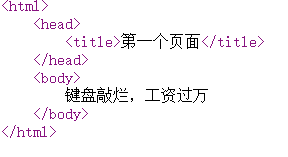 <html>
<head>
<title>第一个页面</title>
</head>
<body>
键盘敲烂，工资过万
</body>
</html>